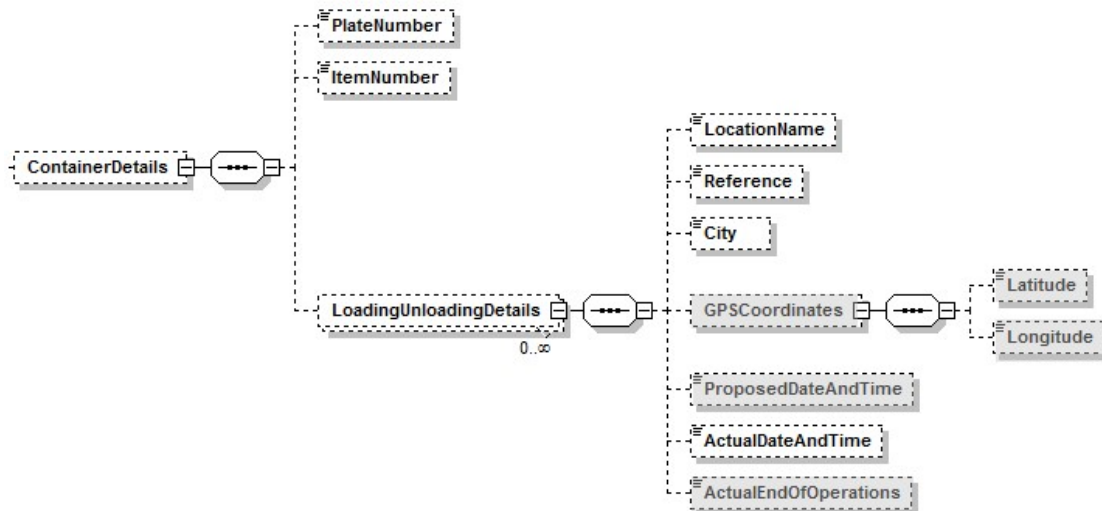 PlateNumber
ItemNumber
ContainerDetails
LocationName
Reference
City
LoadingUnloadingDetails
0..∞
GPSCoordinates
Latitude
Longitude
ProposedDateAndTime
ActualDateAndTime
ActualEndOfOperations